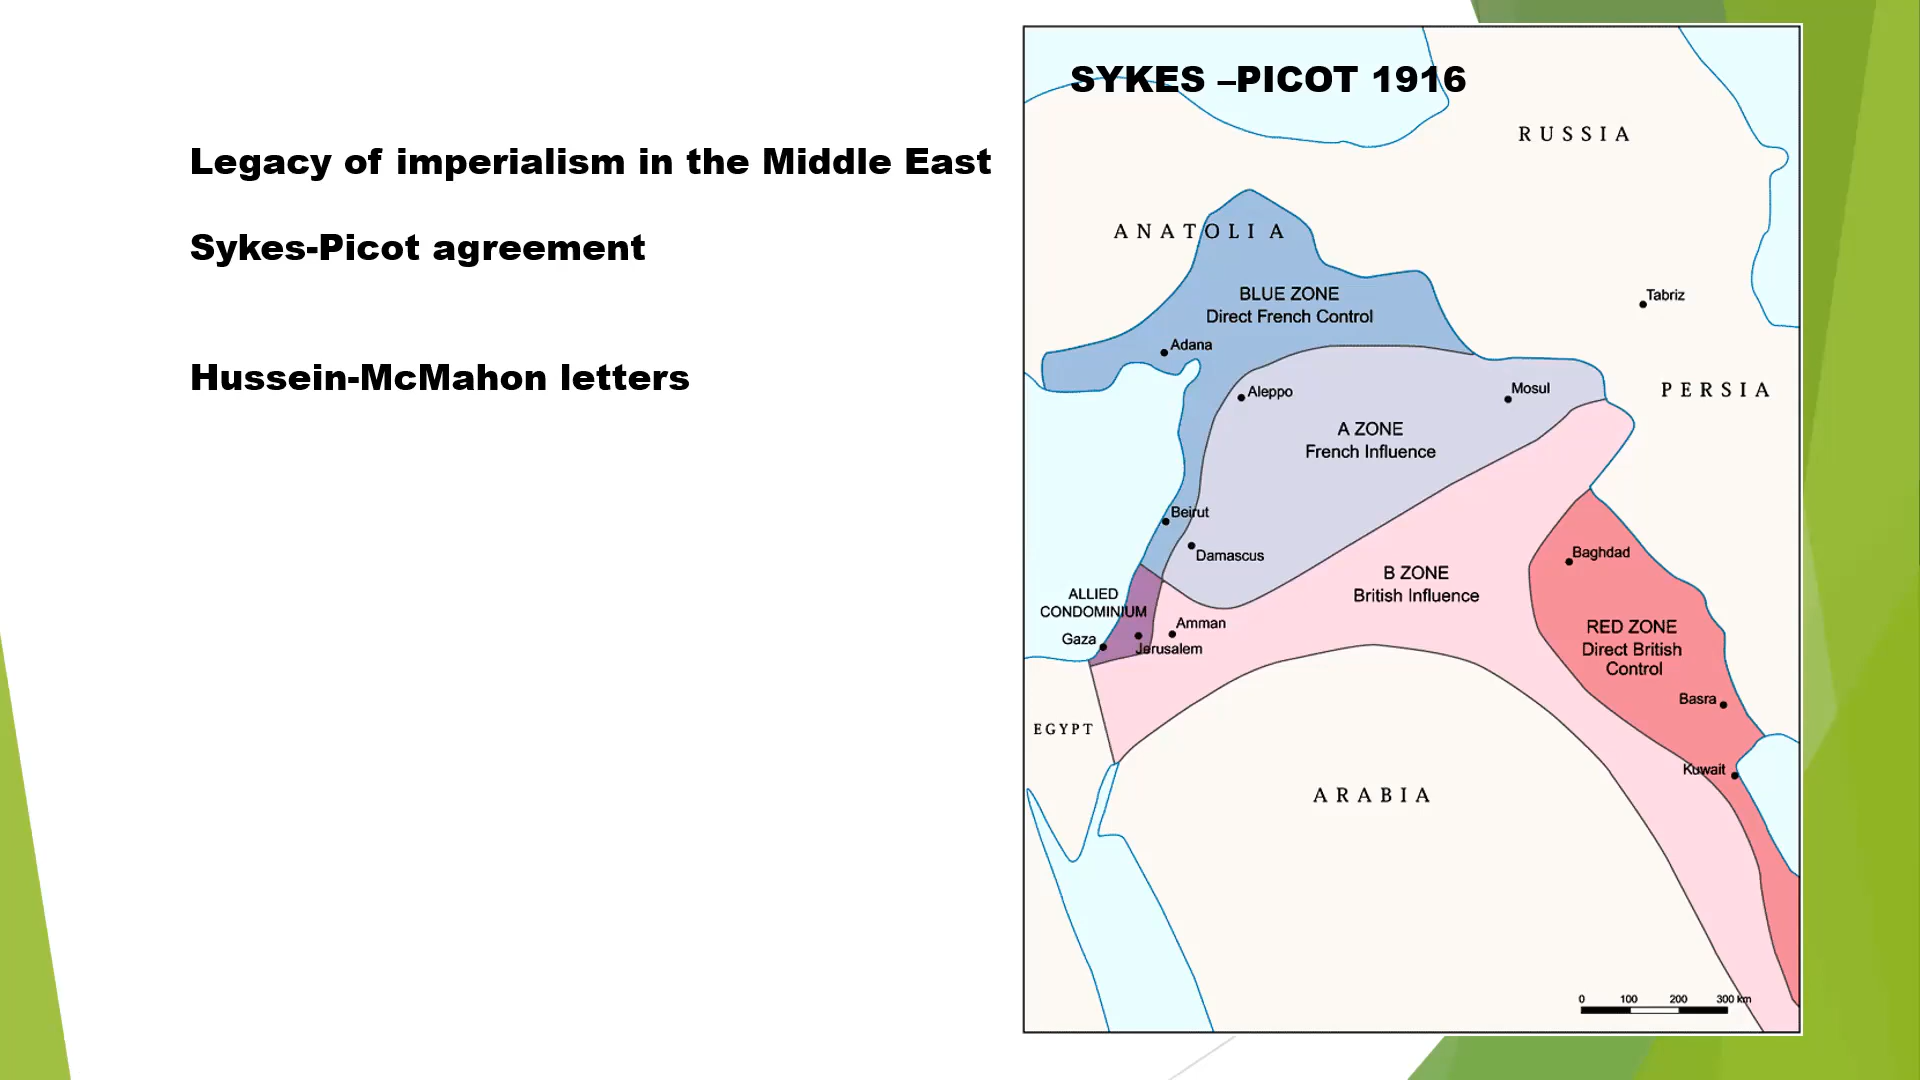 Legacy of imperialism in the Middle East
Sykes-Picot agreement
Hussein-McMahon letters
SYKES –PICOT 1916
RUSSIA
ANATOLIA
BLUE ZONE
Direct French Control
Tabriz
Adana
Aleppo
Mosul
PERSIA
A ZONE
French Influence
Beirut
Damascus
Baghdad
B ZONE
British Influence
ALLIED
CONDOMINIUM
Gaza
Amman
Jerusalem
RED ZONE
Direct British
Control
Basra
EGYPT
Kuwait
ARABIA
0 100 200 300 km